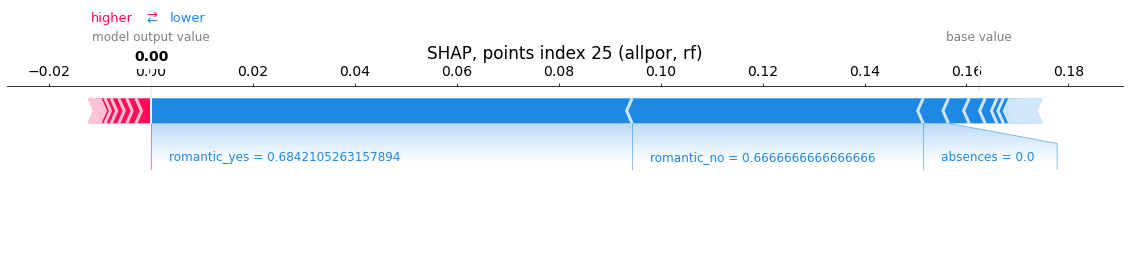 higher ⇄ lower
model output value
base value
0.00
SHAP, points index 25 (allpor, rf)
−0.02 0.00 0.02 0.04 0.06 0.08 0.10 0.12 0.14 0.16 0.18
romantic_yes = 0.6842105263157894
romantic_no = 0.6666666666666666
absences = 0.0